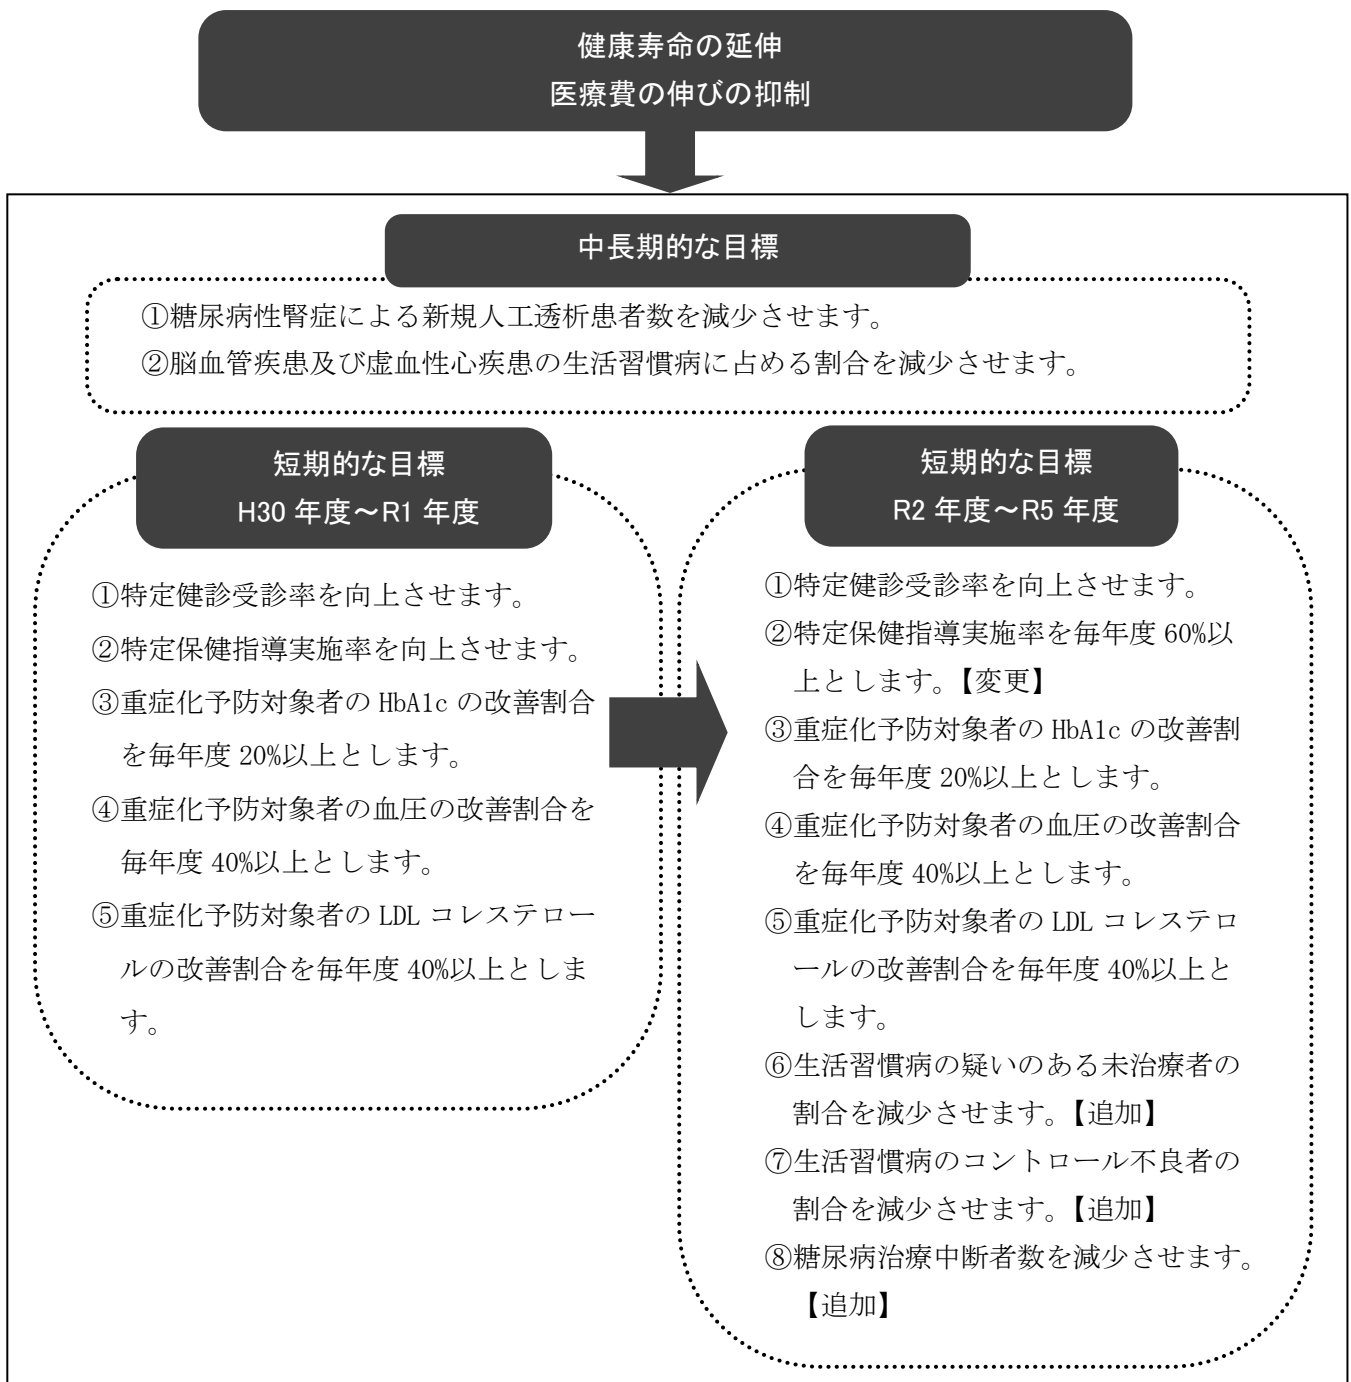 健康寿命の延伸
医療費の伸びの抑制
中長期的な目標
①糖尿病性腎症による新規人工透析患者数を減少させます。
②脳血管疾患及び虚血性心疾患の生活習慣病に占める割合を減少させます。
短期的な目標
H30 年度～R1 年度
①特定健診受診率を向上させます。
②特定保健指導実施率を向上させます。
③重症化予防対象者の HbA1c の改善割合
を毎年度 20%以上とします。
④重症化予防対象者の血圧の改善割合を
毎年度 40%以上とします。
⑤重症化予防対象者の LDL コレステロー
ルの改善割合を毎年度 40%以上としま
す。
短期的な目標
R2 年度～R5 年度
①特定健診受診率を向上させます。
②特定保健指導実施率を毎年度 60%以
上とします。【変更】
③重症化予防対象者の HbA1c の改善割
合を毎年度 20%以上とします。
④重症化予防対象者の血圧の改善割合
を毎年度 40%以上とします。
⑤重症化予防対象者の LDL コレステロ
ールの改善割合を毎年度 40%以上と
します。
⑥生活習慣病の疑いのある未治療者の
割合を減少させます。【追加】
⑦生活習慣病のコントロール不良者の
割合を減少させます。【追加】
⑧糖尿病治療中断者数を減少させます。
【追加】